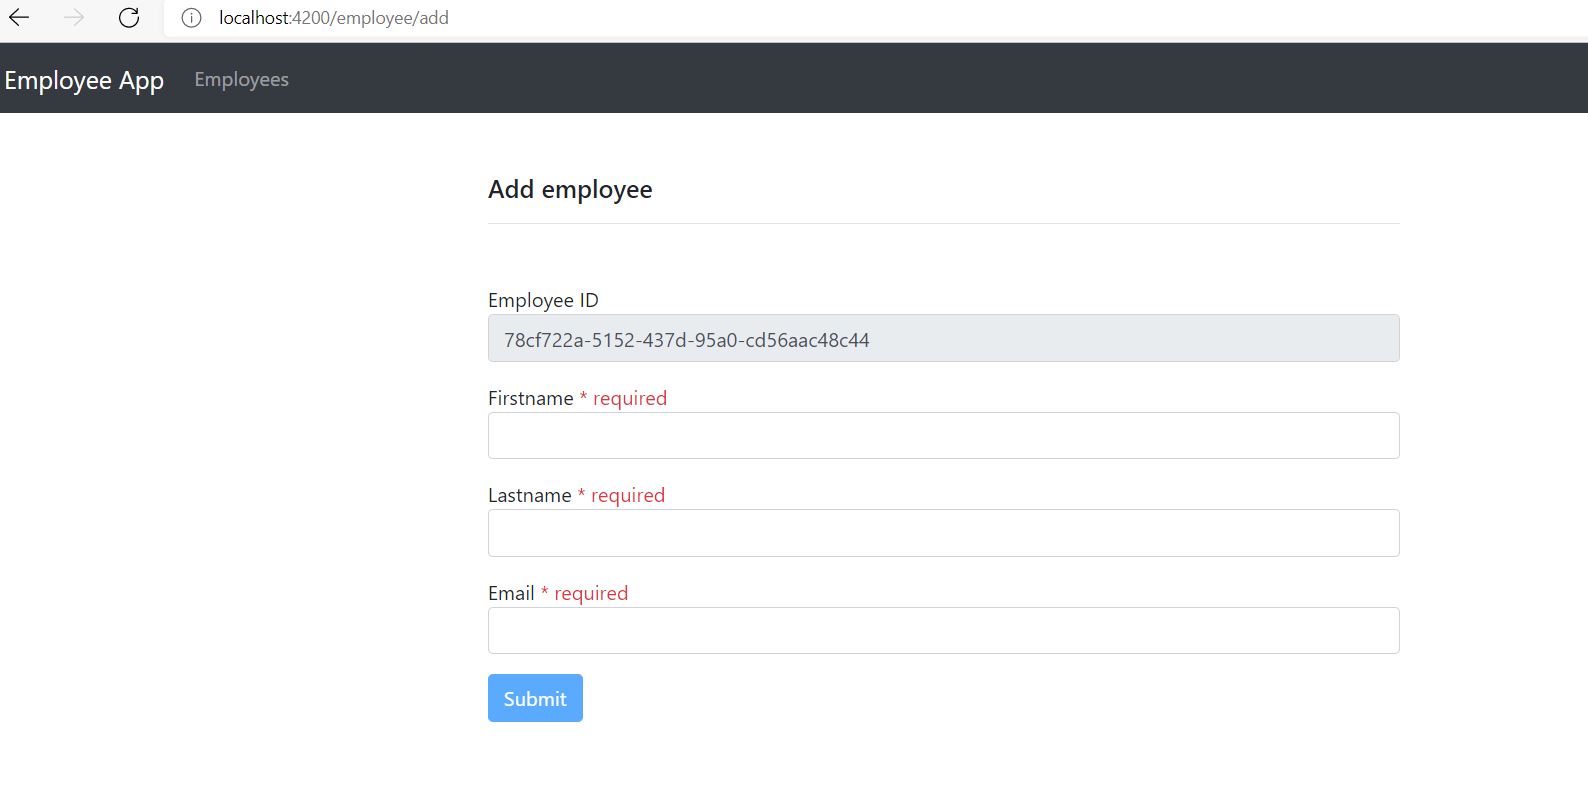 localhost:4200/employee/add
Employee App Employees
Add employee
Employee ID
78cf722a-5152-437d-95a0-cd56aac48c44
Firstname * required
Lastname * required
Email * required
Submit